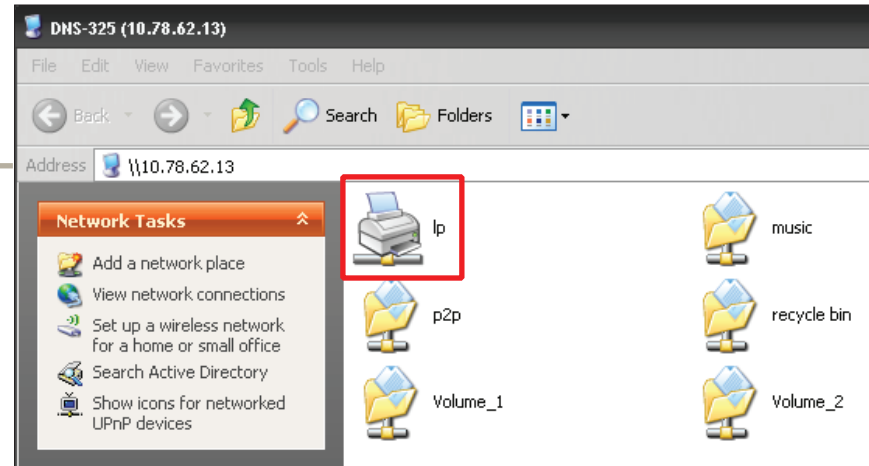 DNS-325 (10.78.62.13)
File Edit View Favorites Tools Help
Back Search Folders
Address \\10.78.62.13
Network Tasks
Add a network place
View network connections
Set up a wireless network
for a home or small office
Search Active Directory
Show icons for networked
UPnP devices
lp
music
p2p
recycle bin
Volume_1
Volume_2